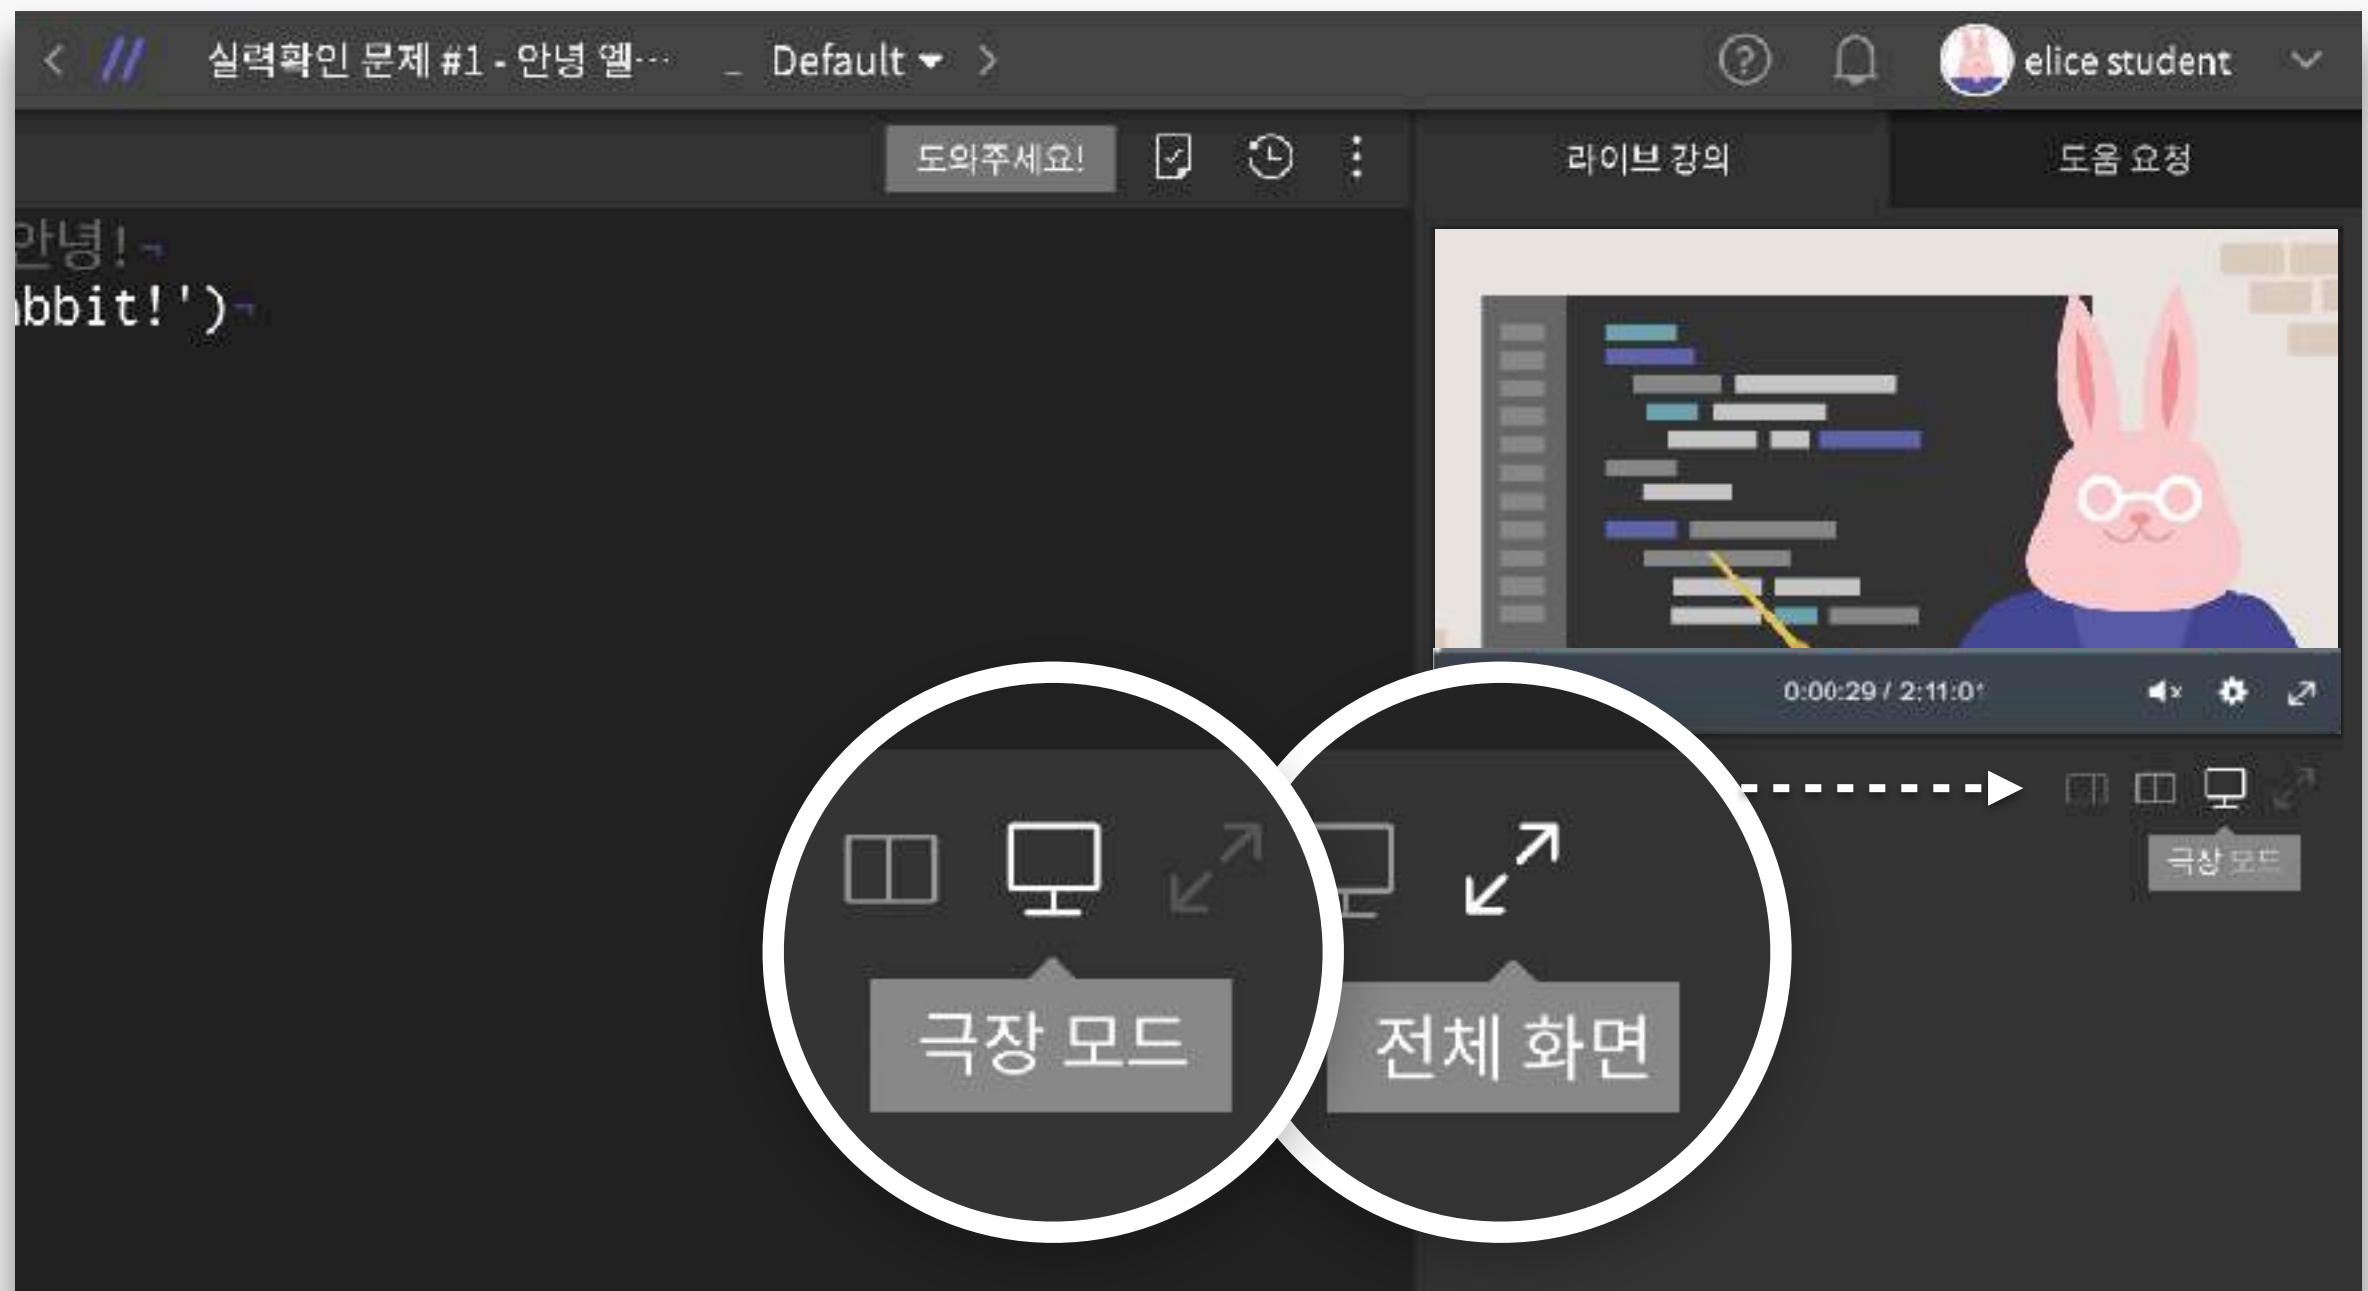 실력확인 문제 #1 - 안녕 엘… _ Default
elice student
도와주세요!
라이브 강의
도움 요청
안녕!
bbit!')
0:00:29 / 2:11:0
극장 모드
극장 모드
전체 화면